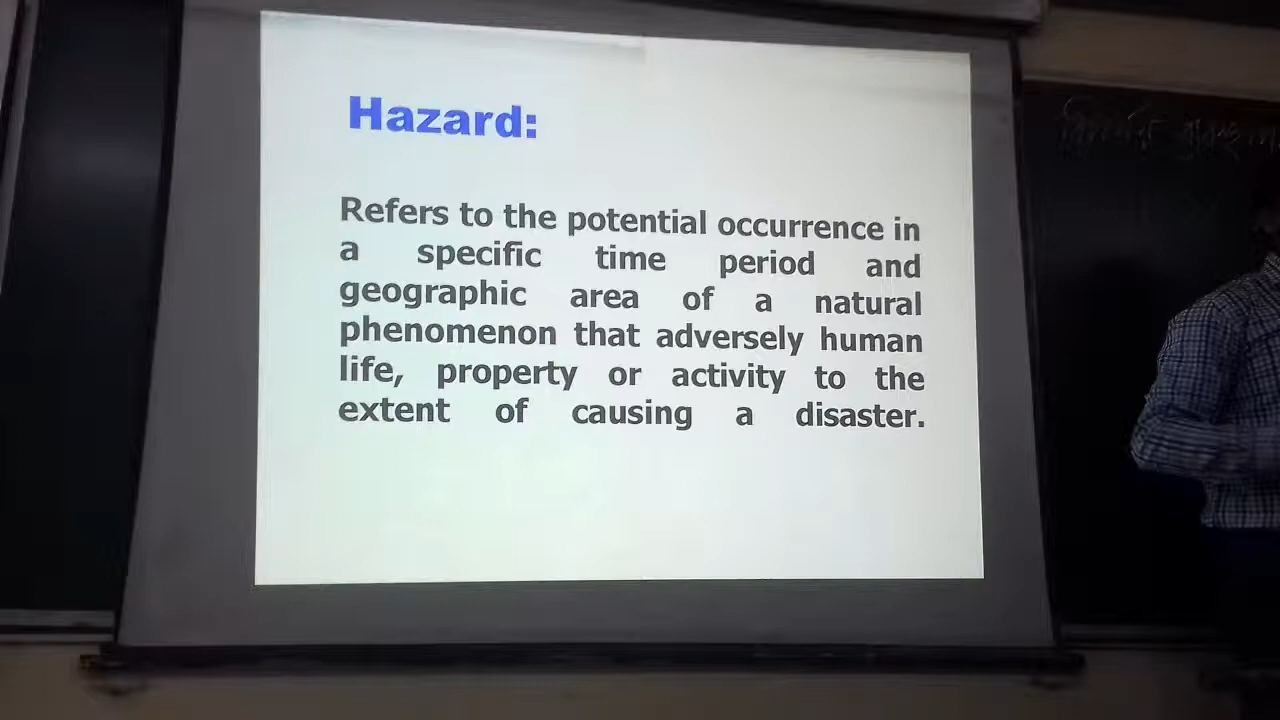 Hazard:
Refers to the potential occurrence in
a specific time period and
geographic area of a natural
phenomenon that adversely human
life, property or activity to the
extent of causing a disaster.